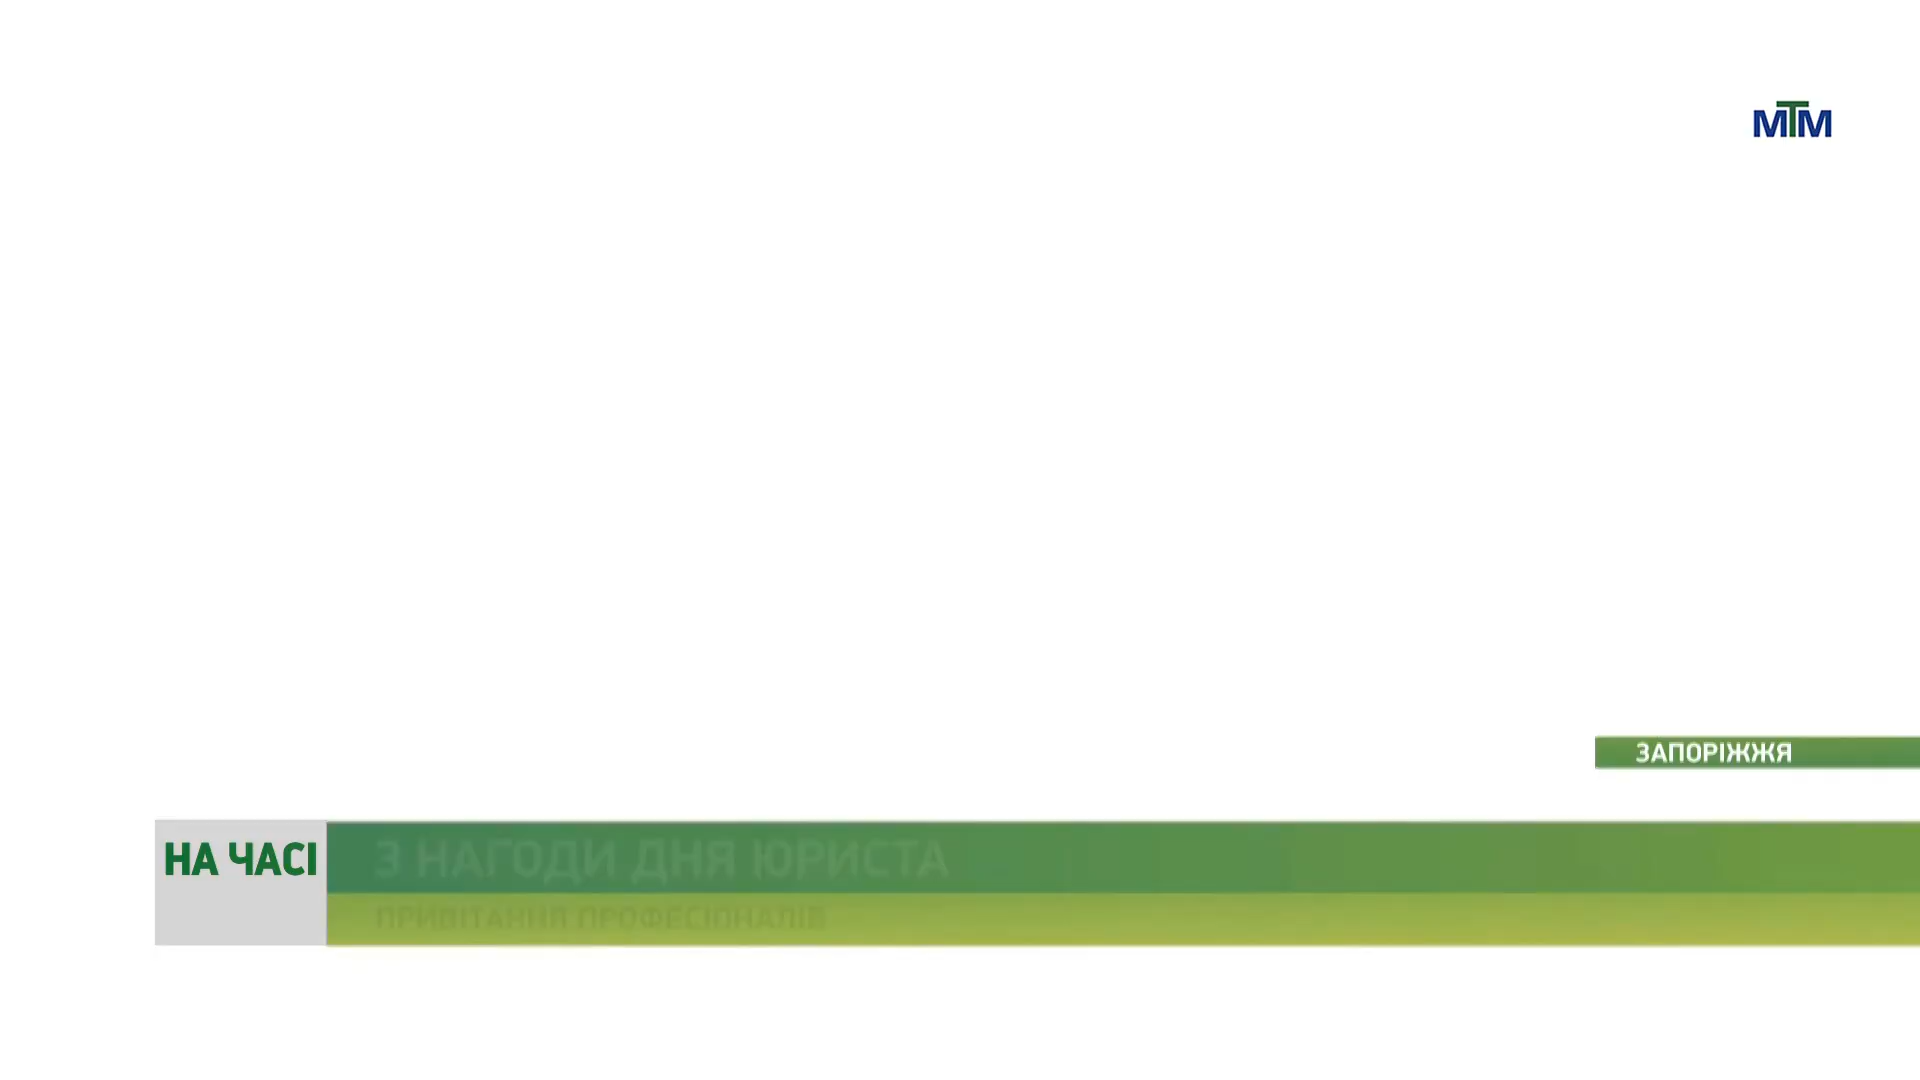 МТМ
ЗАПОРІЖЖЯ
НА ЧАСІ
З НАГОДИ ДНЯ ЮРИСТА
ПРИВІТАННЯ ПРОФЕСІОНАЛІВ